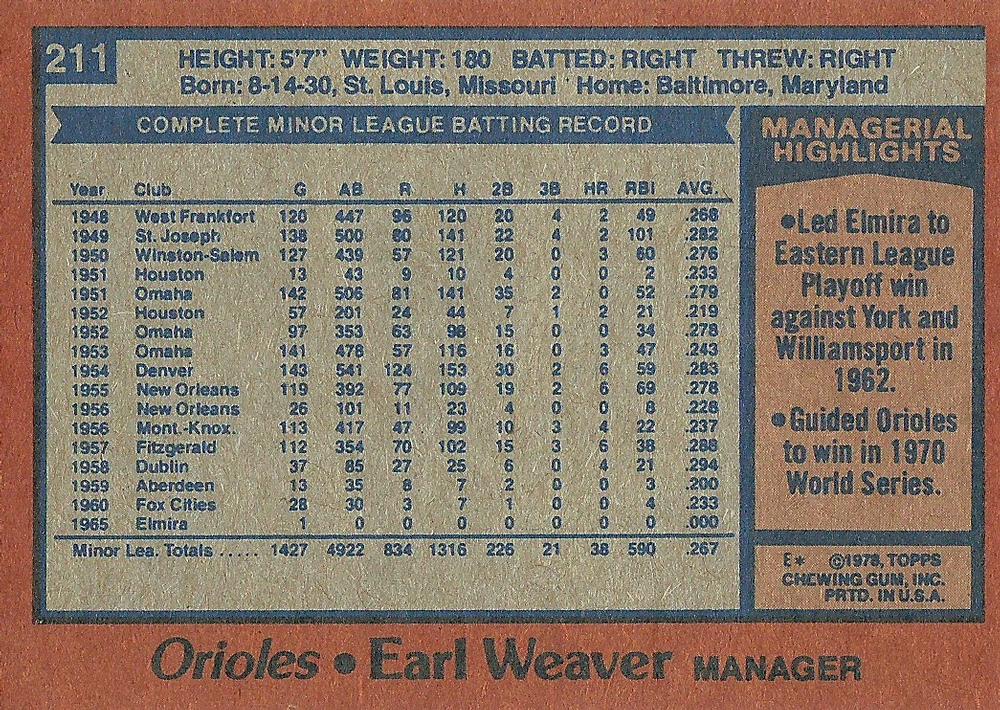 211
HEIGHT: 5'7" WEIGHT: 180 BATTED: RIGHT THREW: RIGHT
Born: 8-14-30, St. Louis, Missouri Home: Baltimore, Maryland
COMPLETE MINOR LEAGUE BATTING RECORD
Year Club G AB R H 2B 3B HR RBI AVG.
1948 West Frankfort 120 447 96 120 20 4 2 49 .268
1949 St. Joseph 138 500 80 141 22 4 2 101 .282
1950 Winston-Salem 127 439 57 121 20 0 3 60 .276
1951 Houston 13 43 9 10 4 0 0 2 .233
1951 Omaha 142 506 81 141 35 2 0 52 .279
1952 Houston 57 201 24 44 7 1 2 21 .219
1952 Omaha 97 353 63 98 15 0 0 34 .278
1953 Omaha 141 478 57 116 16 0 3 47 .243
1954 Denver 143 541 124 153 30 2 6 59 .283
1955 New Orleans 119 392 77 109 19 2 6 69 .278
1956 New Orleans 26 101 11 23 4 0 0 8 .228
1956 Mont.-Knox. 113 417 47 99 10 3 4 22 .237
1957 Fitzgerald 112 354 70 102 15 3 6 38 .288
1958 Dublin 37 85 27 25 6 0 4 21 .294
1959 Aberdeen 13 35 8 7 2 0 0 3 .200
1960 Fox Cities 28 30 3 7 1 0 0 4 .233
1965 Elmira 1 0 0 0 0 0 0 0 .000
Minor Lea. Totals ..... 1427 4922 834 1316 226 21 38 590 .267
MANAGERIAL
HIGHLIGHTS
●Led Elmira to
Eastern League
Playoff win
against York and
Williamsport in
1962.
●Guided Orioles
to win in 1970
World Series.
E* ©1978, TOPPS
CHEWING GUM, INC.
PRTD. IN U.S.A.
Orioles ● Earl Weaver MANAGER